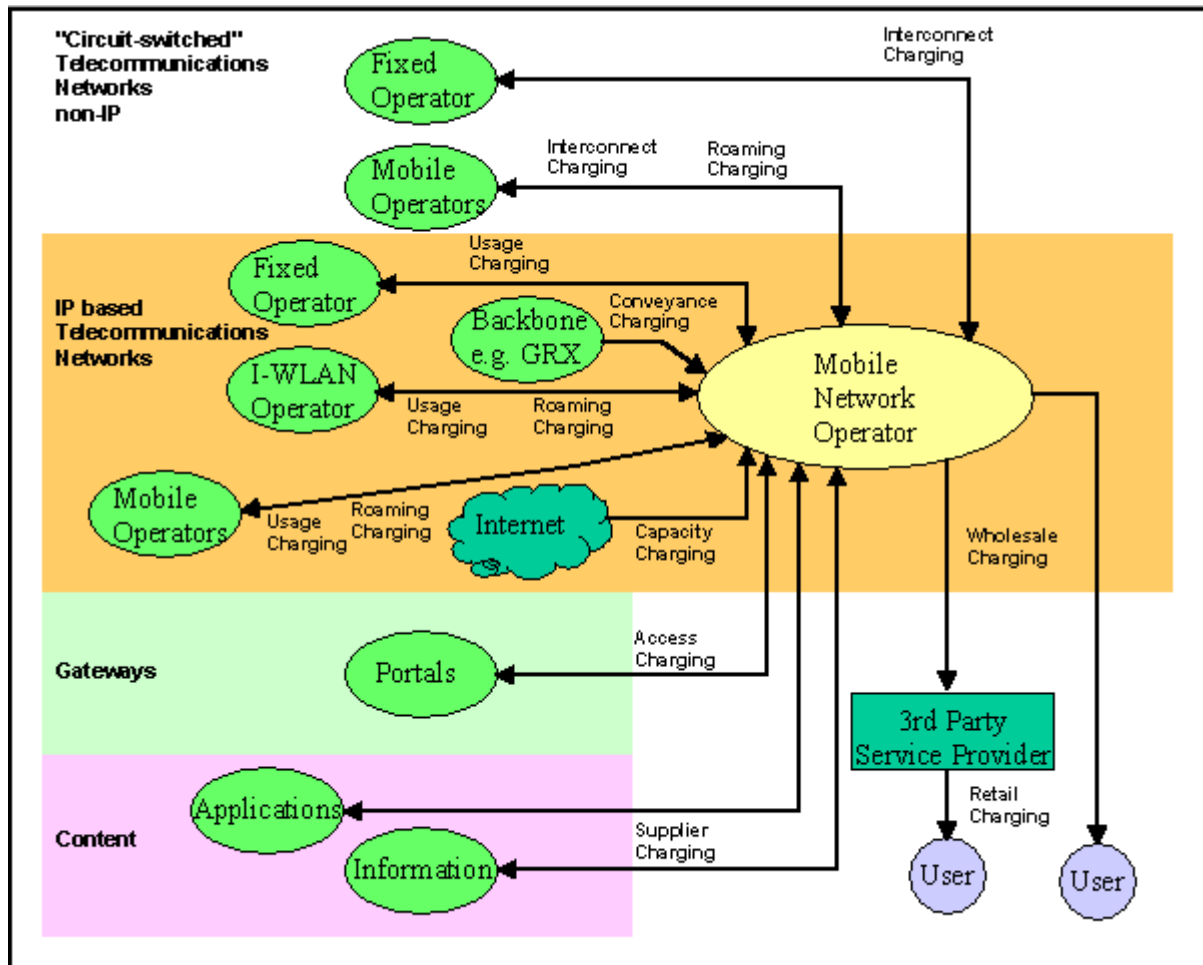 "Circuit-switched"
Telecommunications
Networks
non-IP
Fixed
Operator
Interconnect
Charging
Mobile
Operators
Interconnect
Charging
Roaming
Charging
IP based
Telecommunications
Networks
Fixed
Operator
Usage
Charging
Backbone
e.g. GRX
Conveyance
Charging
I-WLAN
Operator
Usage
Charging
Roaming
Charging
Mobile
Network
Operator
Mobile
Operators
Usage
Charging
Roaming
Charging
Internet
Capacity
Charging
Wholesale
Charging
Gateways
Portals
Access
Charging
3rd Party
Service Provider
Content
Applications
Information
Supplier
Charging
Retail
Charging
User
User